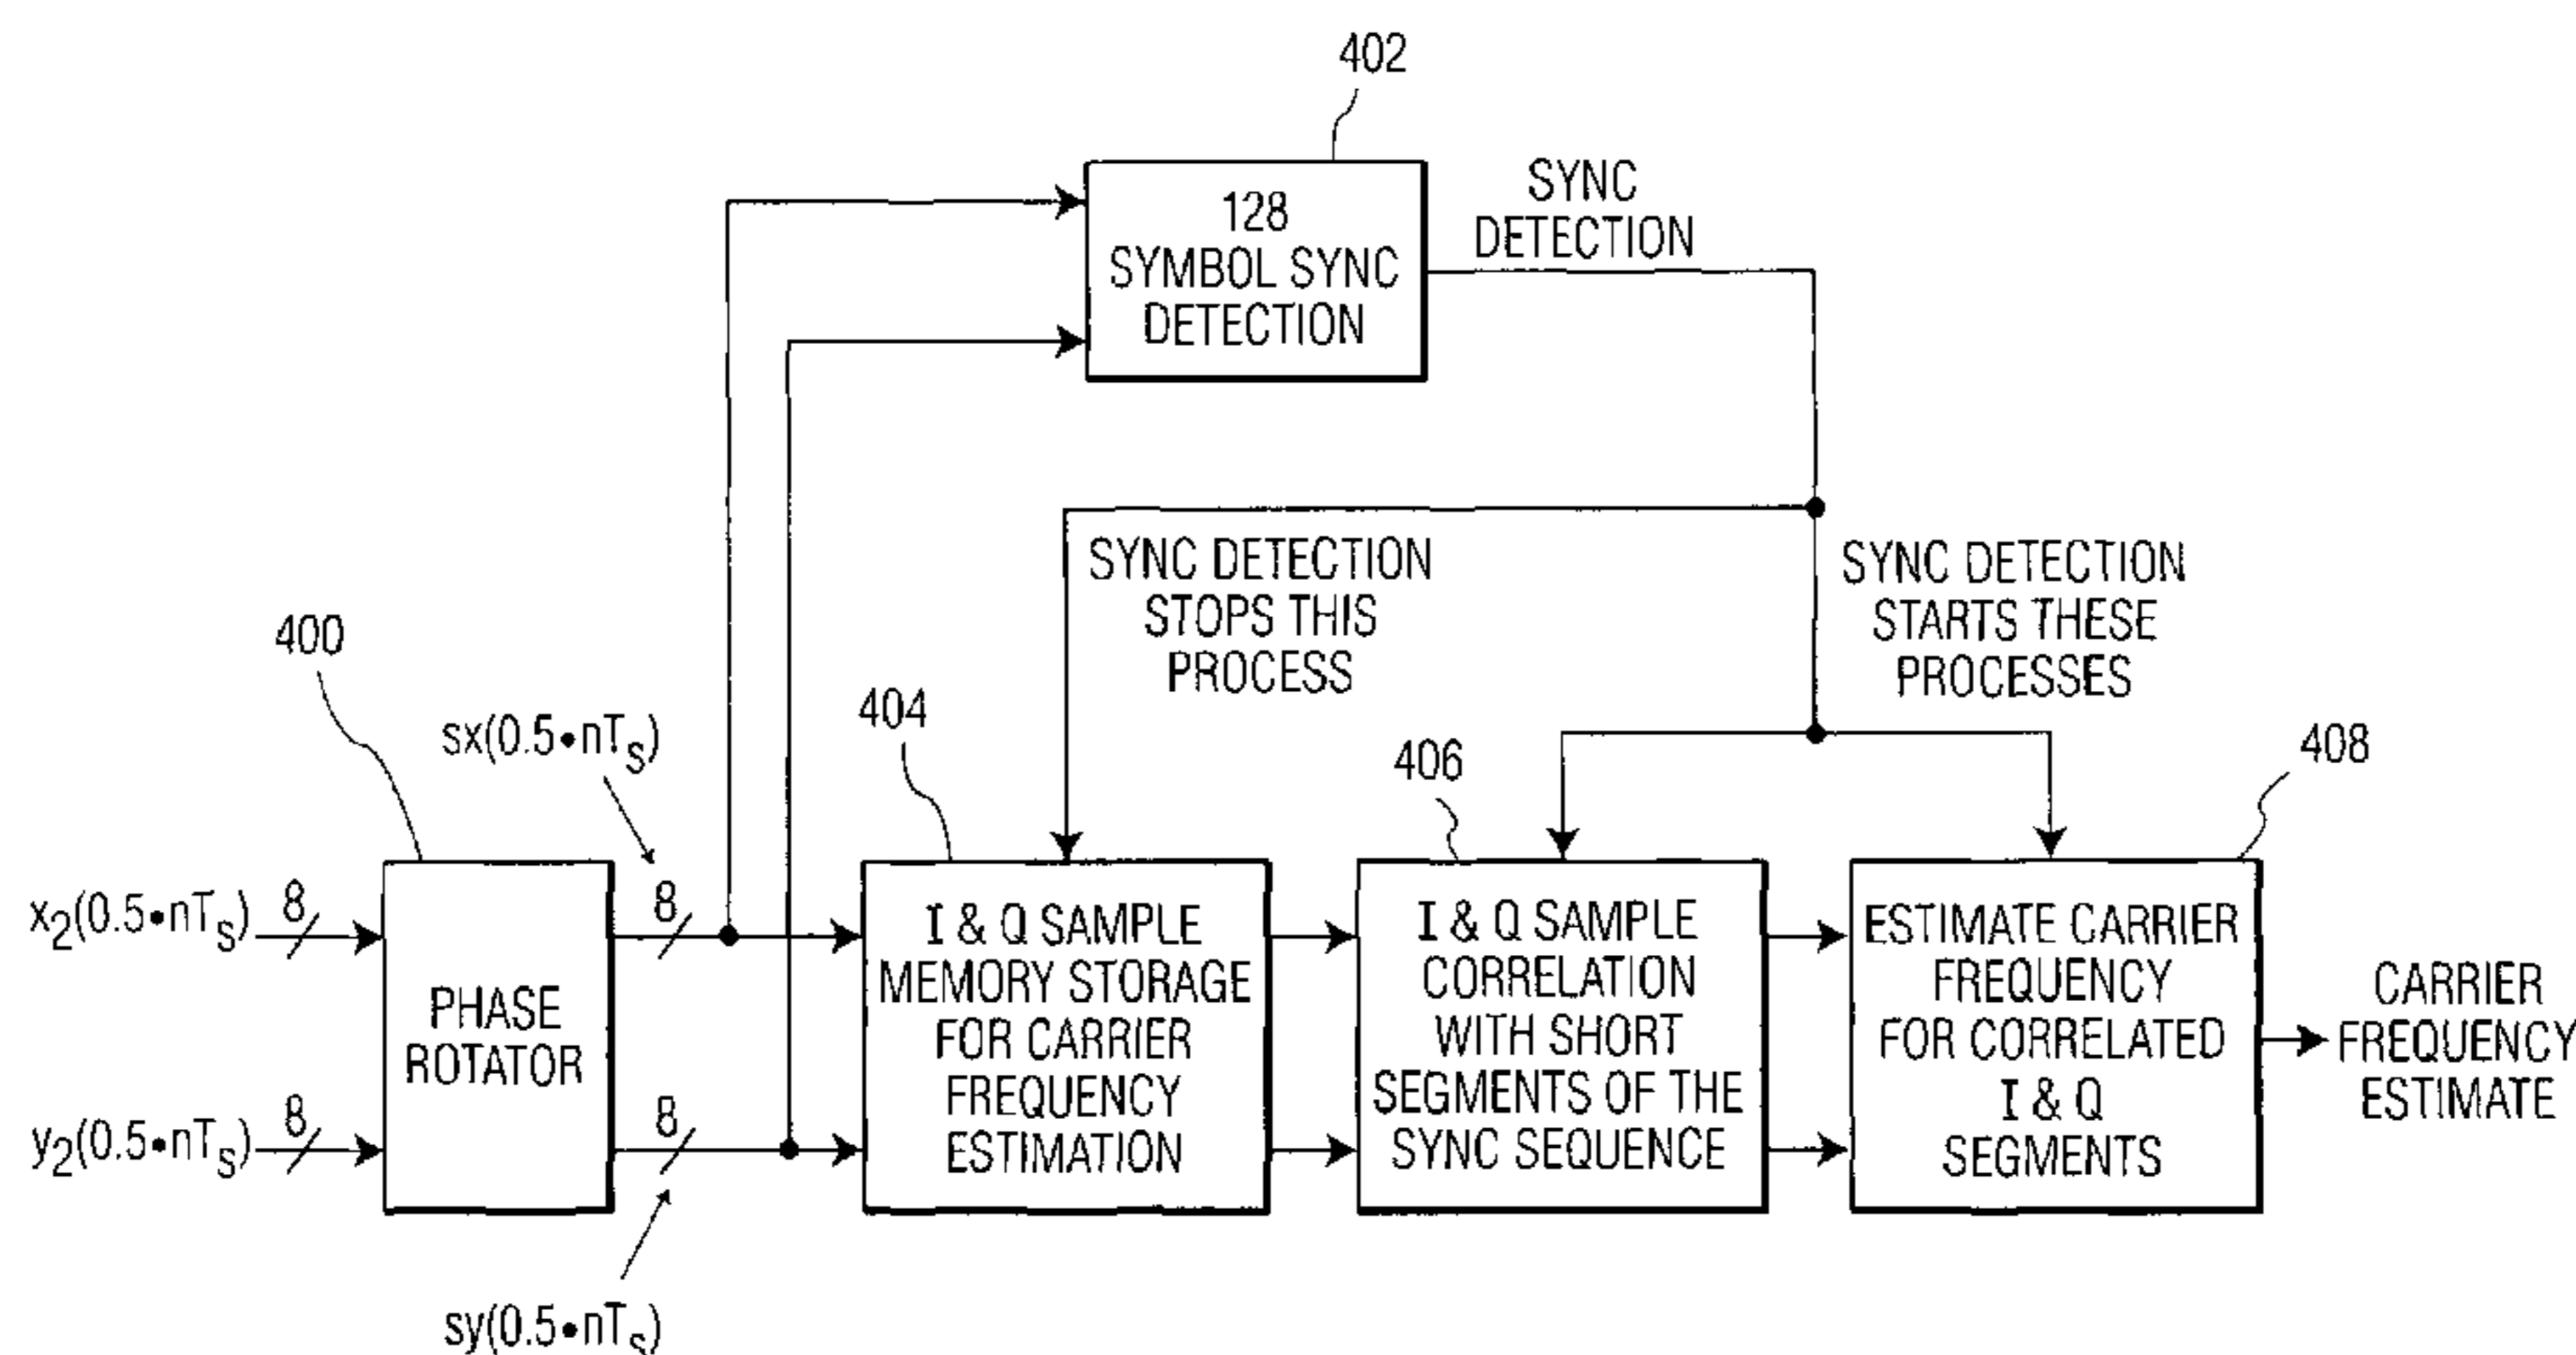 402
128
SYMBOL SYNC
DETECTION
SYNC
DETECTION
SYNC DETECTION
STOPS THIS
PROCESS
SYNC DETECTION
STARTS THESE
PROCESSES
400
sx(0.5•nTs)
404
406
408
x2(0.5•nTs)
8
y2(0.5•nTs)
8
PHASE
ROTATOR
8
8
sy(0.5•nTs)
I & Q SAMPLE
MEMORY STORAGE
FOR CARRIER
FREQUENCY
ESTIMATION
I & Q SAMPLE
CORRELATION
WITH SHORT
SEGMENTS OF THE
SYNC SEQUENCE
ESTIMATE CARRIER
FREQUENCY
FOR CORRELATED
I & Q
SEGMENTS
CARRIER
FREQUENCY
ESTIMATE